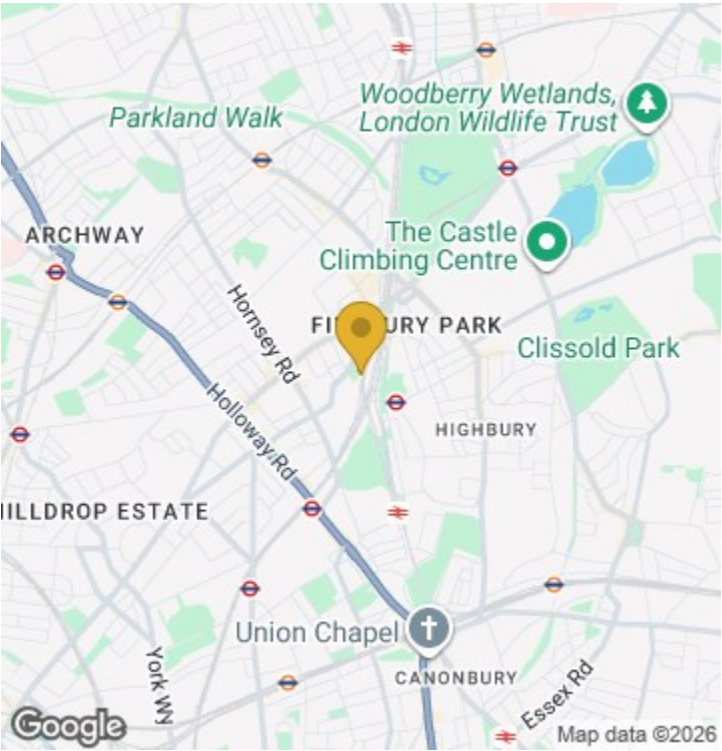 Woodberry Wetlands,
London Wildlife Trust
Parkland Walk
ARCHWAY
The Castle
Climbing Centre
Hornsey Rd
FI URY PARK
Clissold Park
Holloway Rd
HIGHBURY
ILLDROP ESTATE
Union Chapel
York Wy
CANONBURY
Essex Rd
Google
Map data ©2026